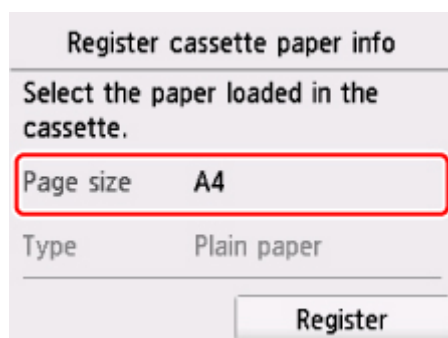 Register cassette paper info
Select the paper loaded in the
cassette.
Page size A4
Type Plain paper
Register